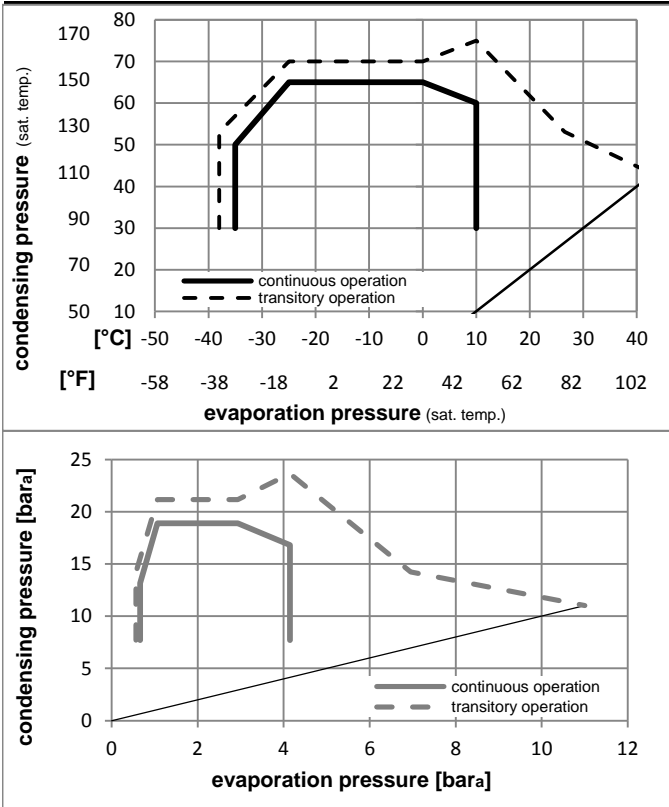 condensing pressure (sat. temp.)
170 80
70
150
60
130
50
110
40
90
30
70
20
50 10
continuous operation
transitory operation
[°C] -50 -40 -30 -20 -10 0 10 20 30 40
[°F] -58 -38 -18 2 22 42 62 82 102
evaporation pressure (sat. temp.)
condensing pressure [bara]
25
20
15
10
5
0
continuous operation
transitory operation
0 2 4 6 8 10 12
evaporation pressure [bara]